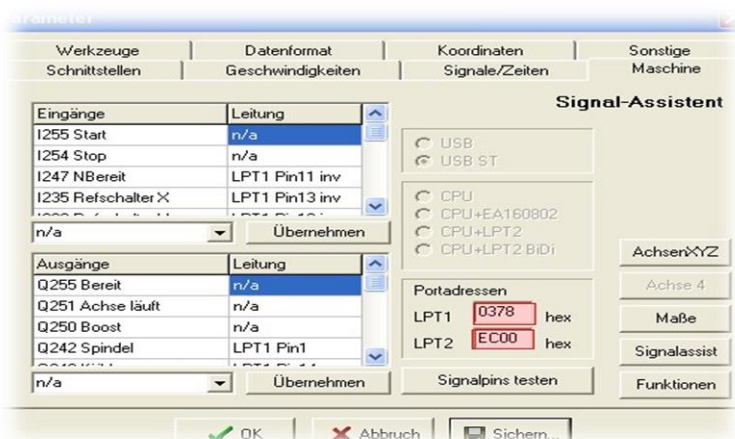 Parameter
Werkzeuge
Datenformat
Koordinaten
Sonstige
Schnittstellen
Geschwindigkeiten
Signale/Zeiten
Maschine
Signal-Assistent
Eingänge Leitung
I255 Start n/a
I254 Stop n/a
I247 NBereit LPT1 Pin11 inv
I235 Refschalter X LPT1 Pin13 inv
n/a
Übernehmen
Ausgänge Leitung
Q255 Bereit n/a
Q251 Achse läuft n/a
Q250 Boost n/a
Q242 Spindel LPT1 Pin1
n/a
Übernehmen
USB
USB ST
CPU
CPU+EA160802
CPU+LPT2
CPU+LPT2 BiDi
Portadressen
LPT1 0378 hex
LPT2 EC00 hex
Signalpins testen
AchsenXYZ
Achse 4
Maße
Signalassist
Funktionen
OK
Abbruch
Sichern...